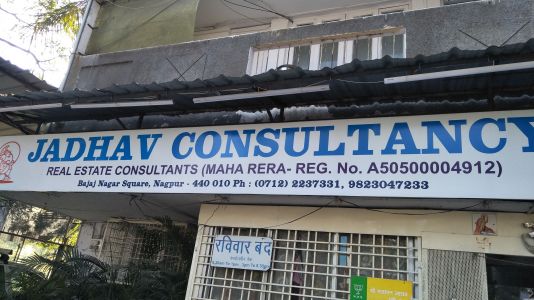 JADHAV CONSULTANCY
REAL ESTATE CONSULTANTS (MAHA RERA- REG. No. A50500004912)
Bajaj Nagar Square, Nagpur - 440 010 Ph : (0712) 2237331, 9823047233
रविवार बंद